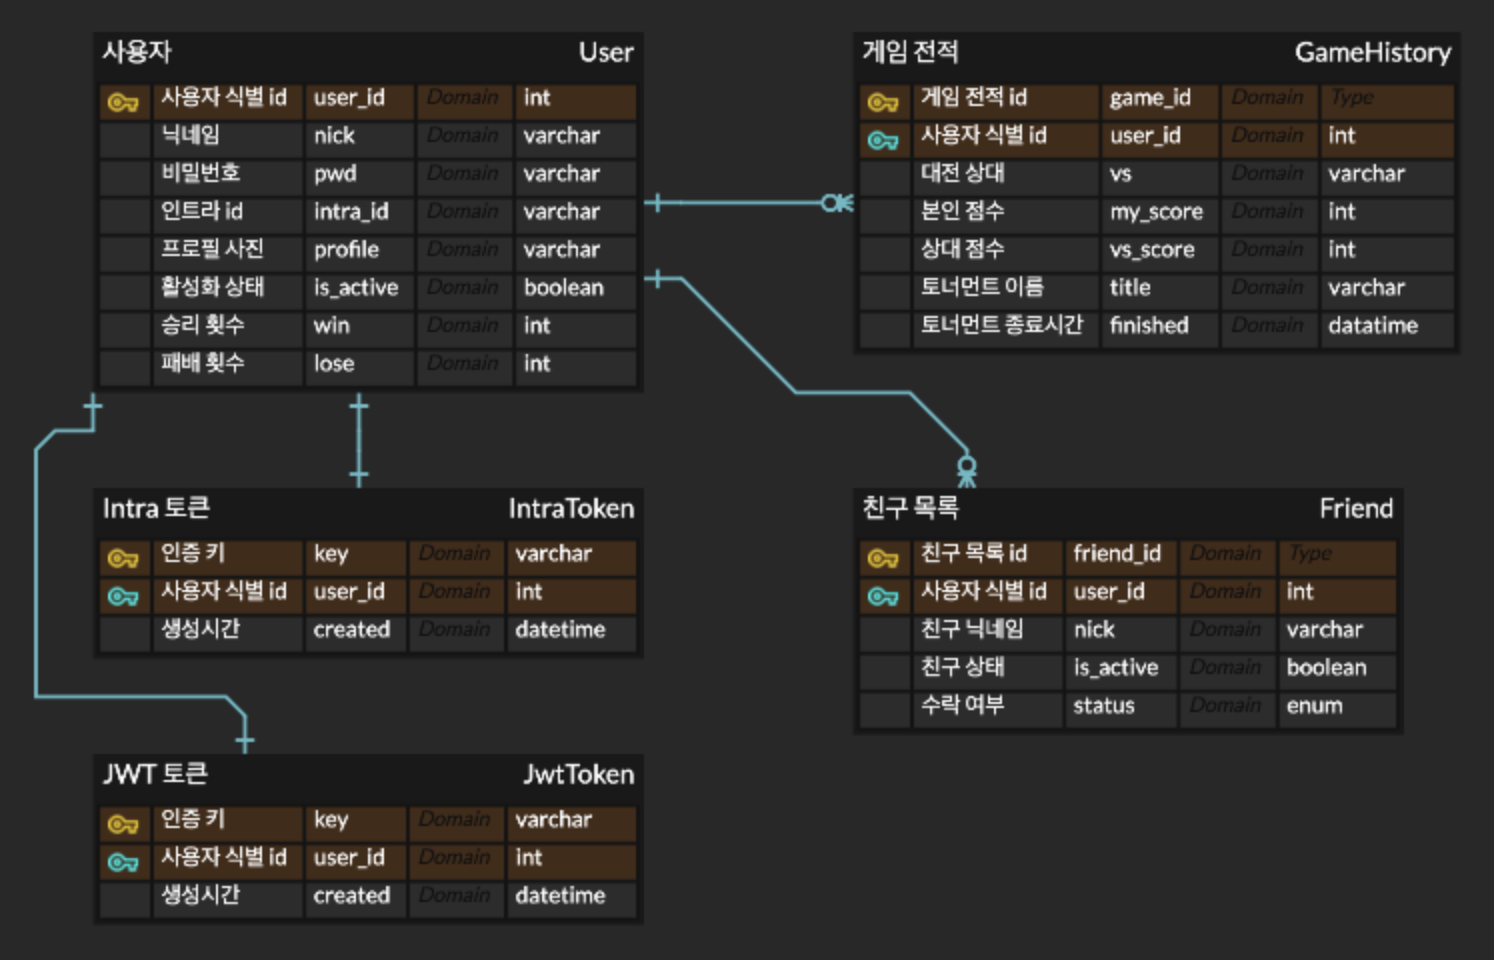 사용자 User
사용자 식별 id user_id Domain int
닉네임 nick Domain varchar
비밀번호 pwd Domain varchar
인트라 id intra_id Domain varchar
프로필 사진 profile Domain varchar
활성화 상태 is_active Domain boolean
승리 횟수 win Domain int
패배 횟수 lose Domain int
게임 전적 GameHistory
게임 전적 id game_id Domain Type
사용자 식별 id user_id Domain int
대전 상대 vs Domain varchar
본인 점수 my_score Domain int
상대 점수 vs_score Domain int
토너먼트 이름 title Domain varchar
토너먼트 종료시간 finished Domain datatime
Intra 토큰 IntraToken
인증 키 key Domain varchar
사용자 식별 id user_id Domain int
생성시간 created Domain datetime
친구 목록 Friend
친구 목록 id friend_id Domain Type
사용자 식별 id user_id Domain int
친구 닉네임 nick Domain varchar
친구 상태 is_active Domain boolean
수락 여부 status Domain enum
JWT 토큰 JwtToken
인증 키 key Domain varchar
사용자 식별 id user_id Domain int
생성시간 created Domain datetime